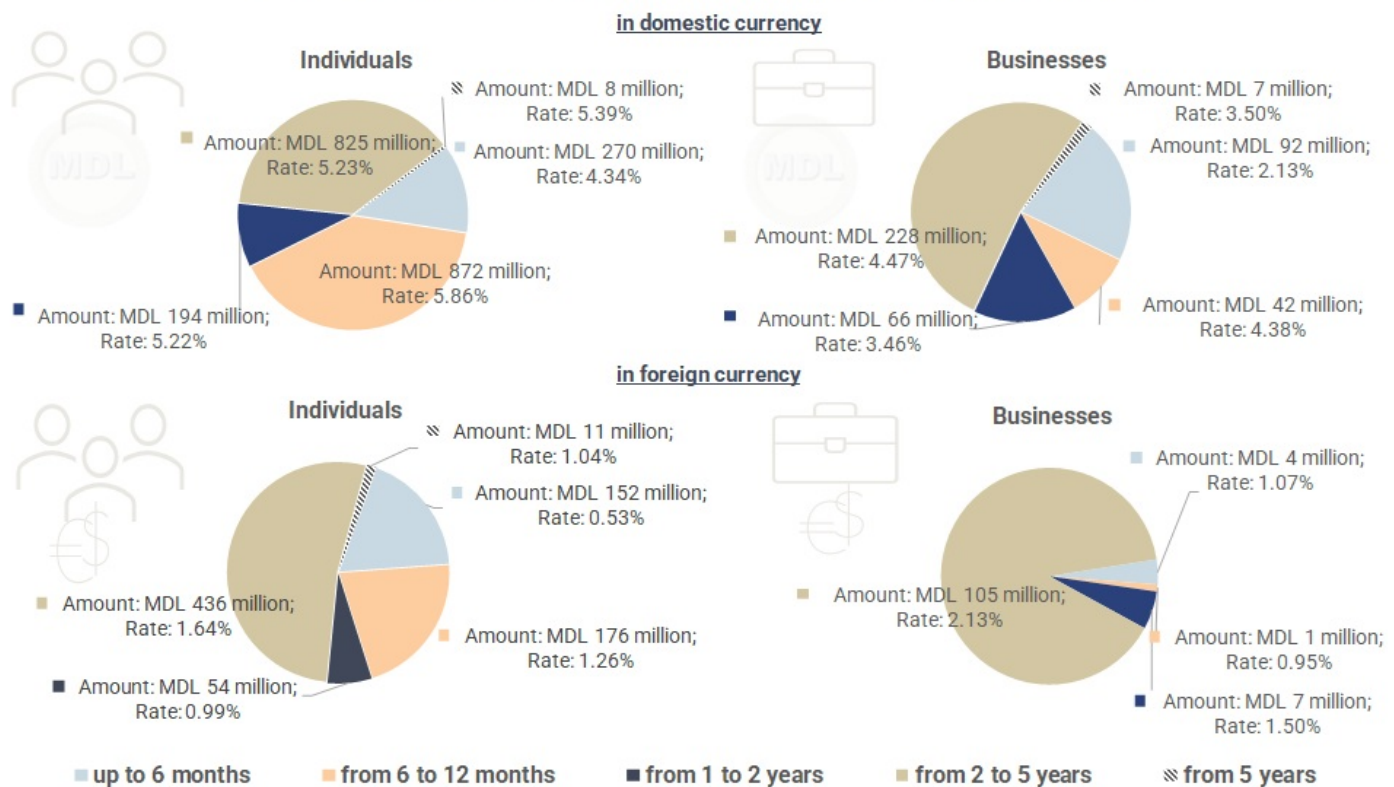 in domestic currency
Individuals
Amount: MDL 8 million;
Rate: 5.39%
Amount: MDL 825 million;
Rate: 5.23%
Amount: MDL 270 million;
Rate: 4.34%
MDL
Amount: MDL 872 million;
Rate: 5.86%
Amount: MDL 194 million;
Rate: 5.22%
Businesses
Amount: MDL 7 million;
Rate: 3.50%
Amount: MDL 92 million;
Rate: 2.13%
MDL
Amount: MDL 228 million;
Rate: 4.47%
Amount: MDL 42 million;
Rate: 4.38%
Amount: MDL 66 million;
Rate: 3.46%
in foreign currency
Individuals
Amount: MDL 11 million;
Rate: 1.04%
Amount: MDL 152 million;
Rate: 0.53%
€$
Amount: MDL 436 million;
Rate: 1.64%
Amount: MDL 176 million;
Rate: 1.26%
Amount: MDL 54 million;
Rate: 0.99%
Businesses
Amount: MDL 4 million;
Rate: 1.07%
€$
Amount: MDL 105 million;
Rate: 2.13%
Amount: MDL 1 million;
Rate: 0.95%
Amount: MDL 7 million;
Rate: 1.50%
up to 6 months
from 6 to 12 months
from 1 to 2 years
from 2 to 5 years
from 5 years